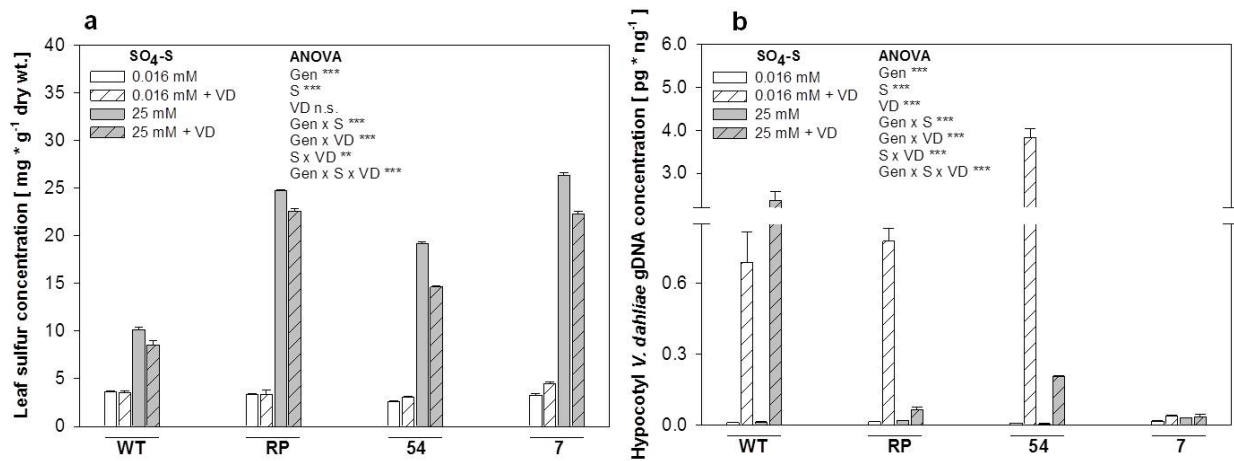 a
SO4-S
0.016 mM
0.016 mM + VD
25 mM
25 mM + VD
ANOVA
Gen ***
S ***
VD n.s.
Gen x S ***
Gen x VD ***
S x VD **
Gen x S x VD ***
Leaf sulfur concentration [ mg * g-1 dry wt.]
40
35
30
25
20
15
10
5
0
WT RP 54 7
b
SO4-S
0.016 mM
0.016 mM + VD
25 mM
25 mM + VD
ANOVA
Gen ***
S ***
VD ***
Gen x S ***
Gen x VD ***
S x VD ***
Gen x S x VD ***
Hypocotyl V. dahliae gDNA concentration [ pg * ng-1]
6.0
5.0
4.0
3.0
0.6
0.3
0.0
WT RP 54 7